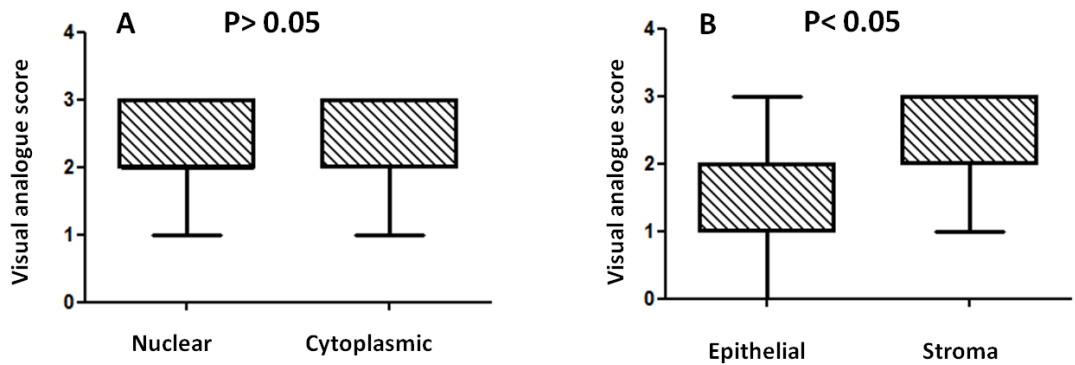 A P> 0.05
Visual analogue score
4
3
2
1
0
Nuclear Cytoplasmic
B P< 0.05
Visual analogue score
4
3
2
1
0
Epithelial Stroma